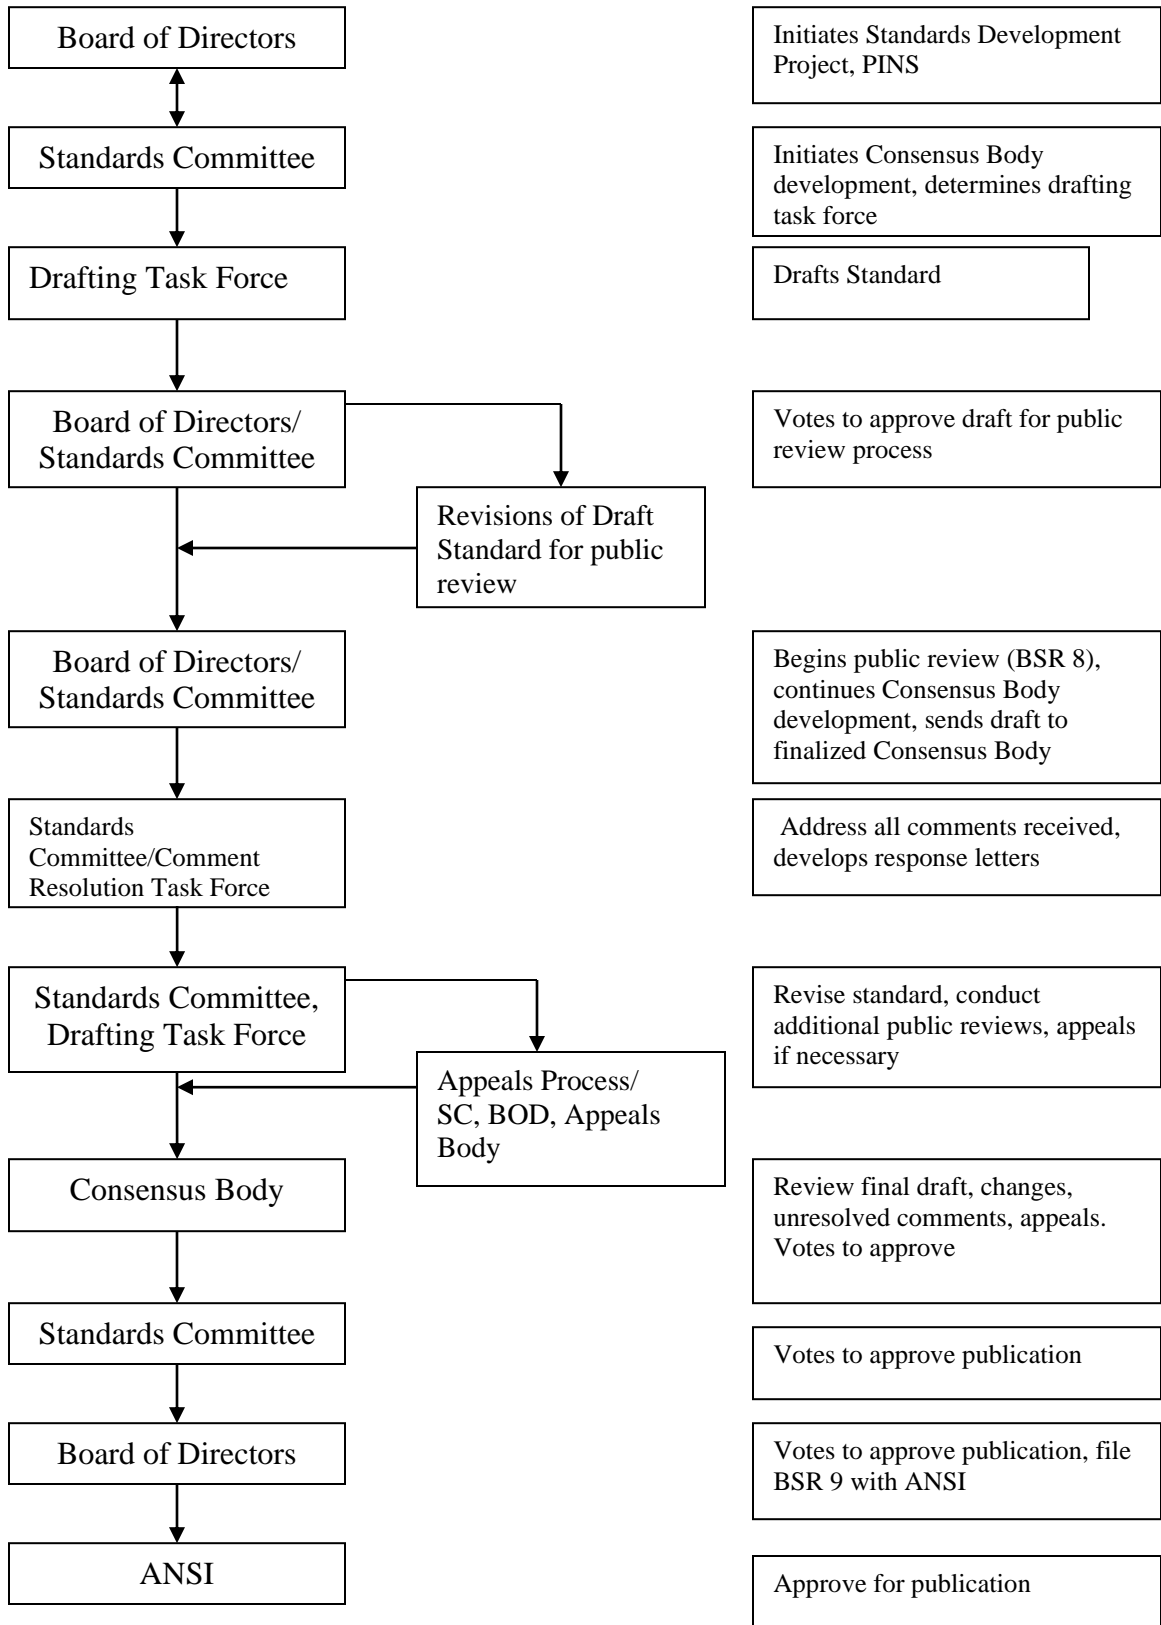 Board of Directors
Initiates Standards Development
Project, PINS
Standards Committee
Initiates Consensus Body
development, determines drafting
task force
Drafting Task Force
Drafts Standard
Board of Directors/
Standards Committee
Votes to approve draft for public
review process
Revisions of Draft
Standard for public
review
Board of Directors/
Standards Committee
Begins public review (BSR 8),
continues Consensus Body
development, sends draft to
finalized Consensus Body
Standards
Committee/Comment
Resolution Task Force
Address all comments received,
develops response letters
Standards Committee,
Drafting Task Force
Revise standard, conduct
additional public reviews, appeals
if necessary
Appeals Process/
SC, BOD, Appeals
Body
Consensus Body
Review final draft, changes,
unresolved comments, appeals.
Votes to approve
Standards Committee
Votes to approve publication
Board of Directors
Votes to approve publication, file
BSR 9 with ANSI
ANSI
Approve for publication